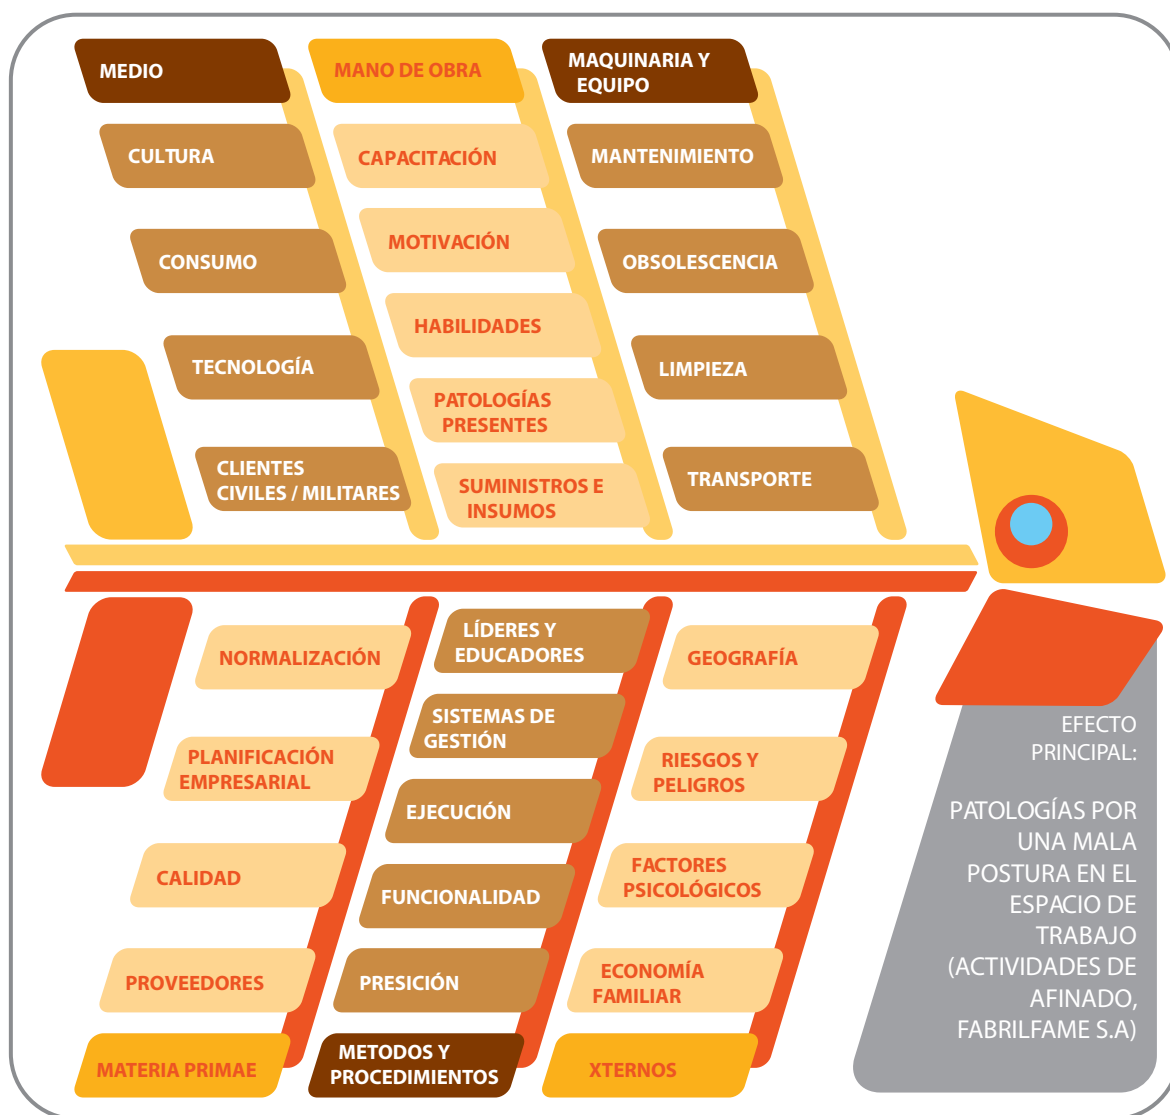 MEDIO
CULTURA
CONSUMO
TECNOLOGÍA
CLIENTES
CIVILES / MILITARES
MANO DE OBRA
CAPACITACIÓN
MOTIVACIÓN
HABILIDADES
PATOLOGÍAS
PRESENTES
SUMINISTROS E
INSUMOS
MAQUINARIA Y
EQUIPO
MANTENIMIENTO
OBSOLESCENCIA
LIMPIEZA
TRANSPORTE
NORMALIZACIÓN
PLANIFICACIÓN
EMPRESARIAL
CALIDAD
PROVEEDORES
MATERIA PRIMAE
LÍDERES Y
EDUCADORES
SISTEMAS DE
GESTIÓN
EJECUCIÓN
FUNCIONALIDAD
PRESICIÓN
METODOS Y
PROCEDIMIENTOS
GEOGRAFÍA
RIESGOS Y
PELIGROS
FACTORES
PSICOLÓGICOS
ECONOMÍA
FAMILIAR
XTERNOS
EFECTO
PRINCIPAL:
PATOLOGÍAS POR
UNA MALA
POSTURA EN EL
ESPACIO DE
TRABAJO
(ACTIVIDADES DE
AFINADO,
FABRILFAME S.A)